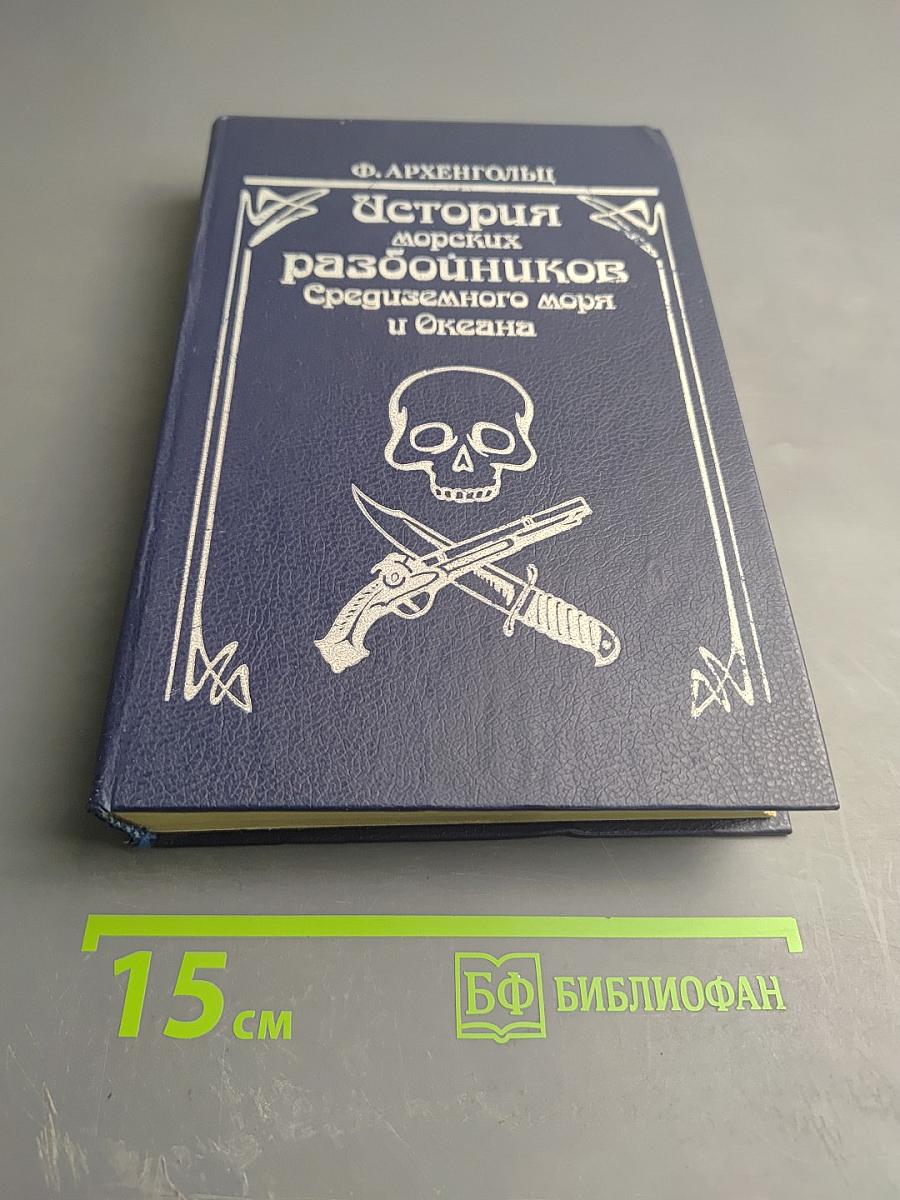 Ф. АРХЕНГОЛЬЦ
История
морских
разбойников
Средиземного моря
и Океана
15 см
БФ БИБЛИОФАН